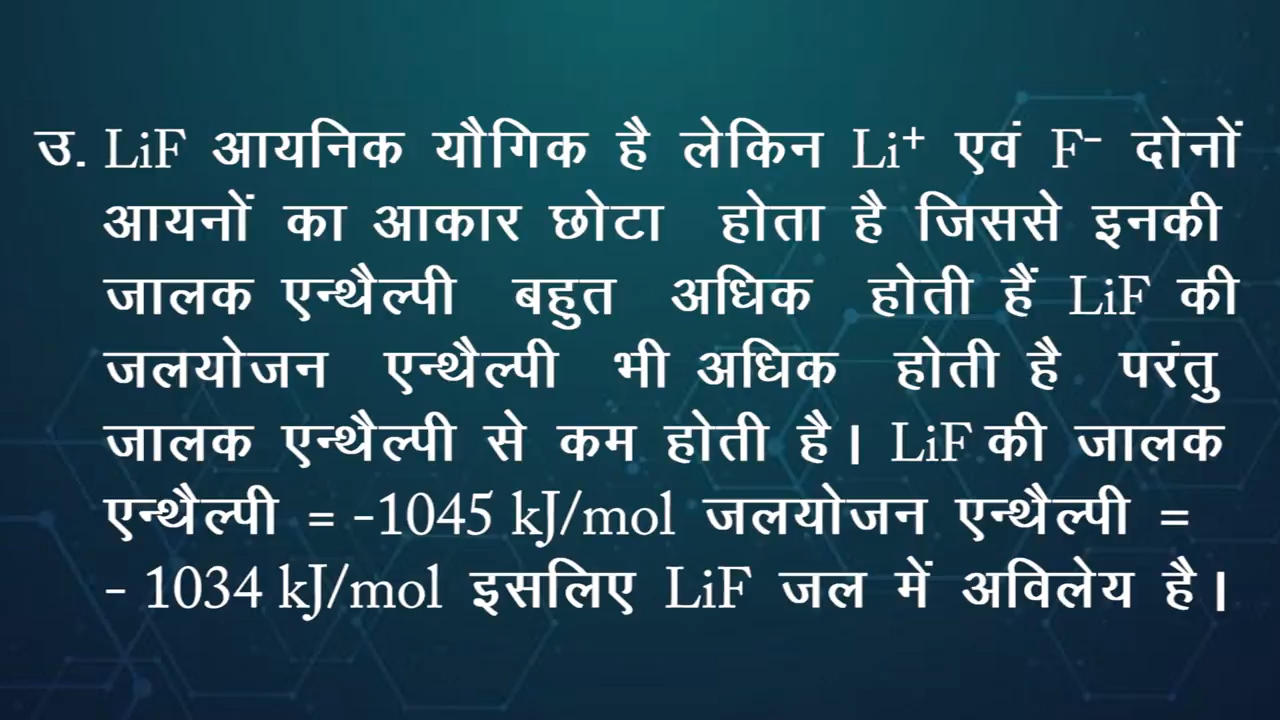 उ. LiF आयनिक यौगिक है लेकिन Li⁺ एवं F⁻ दोनों
आयनों का आकार छोटा होता है जिससे इनकी
जालक एन्थैल्पी बहुत अधिक होती हैं LiF की
जलयोजन एन्थैल्पी भी अधिक होती है परंतु
जालक एन्थैल्पी से कम होती है। LiF की जालक
एन्थैल्पी = -1045 kJ/mol जलयोजन एन्थैल्पी =
- 1034 kJ/mol इसलिए LiF जल में अविलेय है।